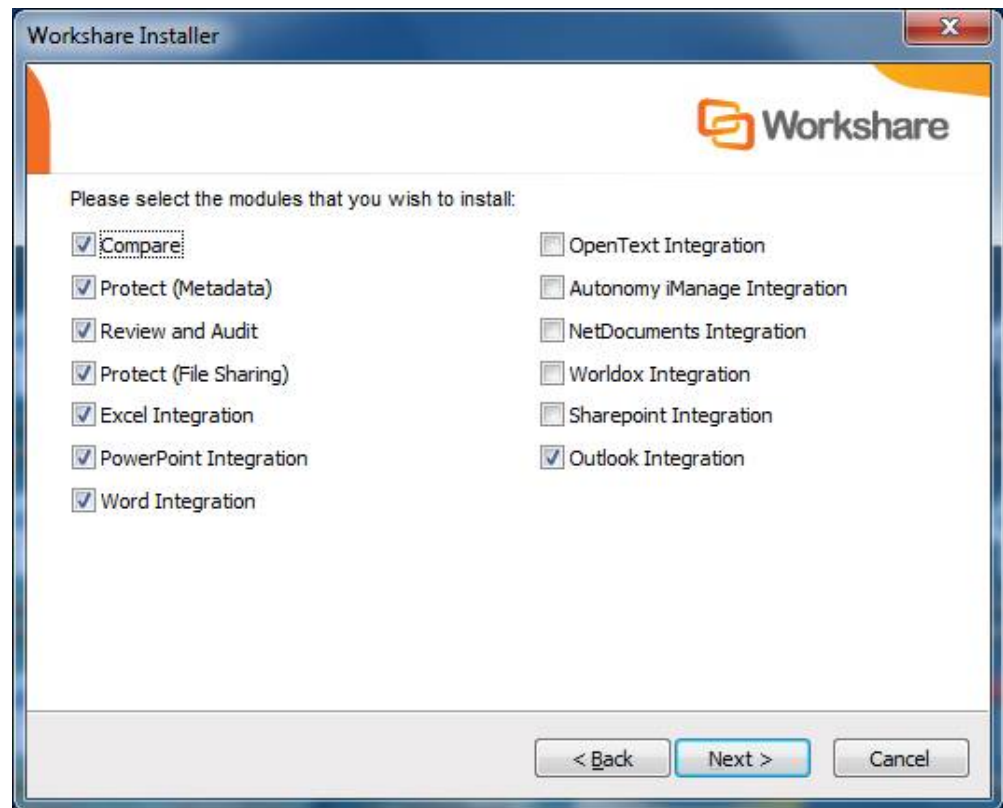 Workshare Installer
Workshare
Please select the modules that you wish to install:
Compare
Protect (Metadata)
Review and Audit
Protect (File Sharing)
Excel Integration
PowerPoint Integration
Word Integration
OpenText Integration
Autonomy iManage Integration
NetDocuments Integration
Worldox Integration
Sharepoint Integration
Outlook Integration
< Back
Next >
Cancel